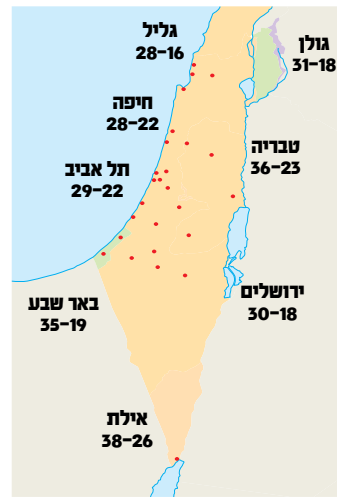 גליל
28–16
גולן
31–18
חיפה
28–22
טבריה
36–23
תל אביב
29–22
ירושלים
30–18
באר שבע
35–19
אילת
38–26